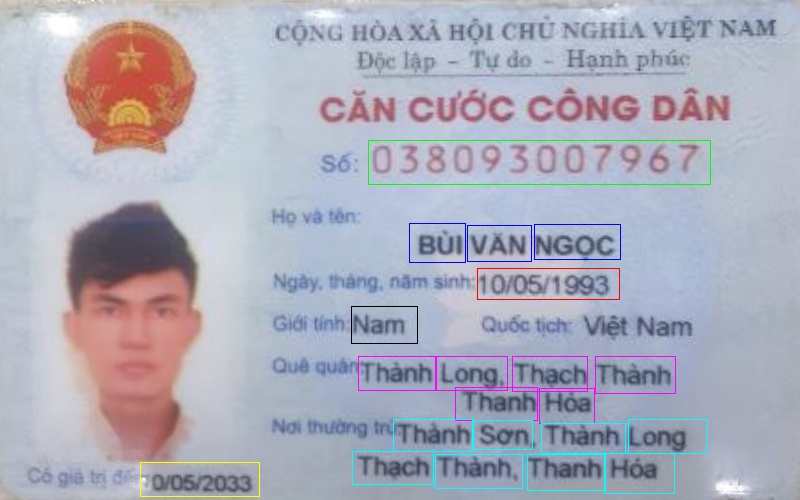 CỘNG HÒA XÃ HỘI CHỦ NGHĨA VIỆT NAM
Độc lập - Tự do - Hạnh phúc
CĂN CƯỚC CÔNG DÂN
Số: 038093007967
Họ và tên:
BÙI VĂN NGỌC
Ngày, tháng, năm sinh: 10/05/1993
Giới tính: Nam Quốc tịch: Việt Nam
Quê quán: Thành Long, Thạch Thành
Thanh Hóa
Nơi thường trú: Thành Sơn, Thành Long
Thạch Thành, Thanh Hóa
Có giá trị đến: 10/05/2033